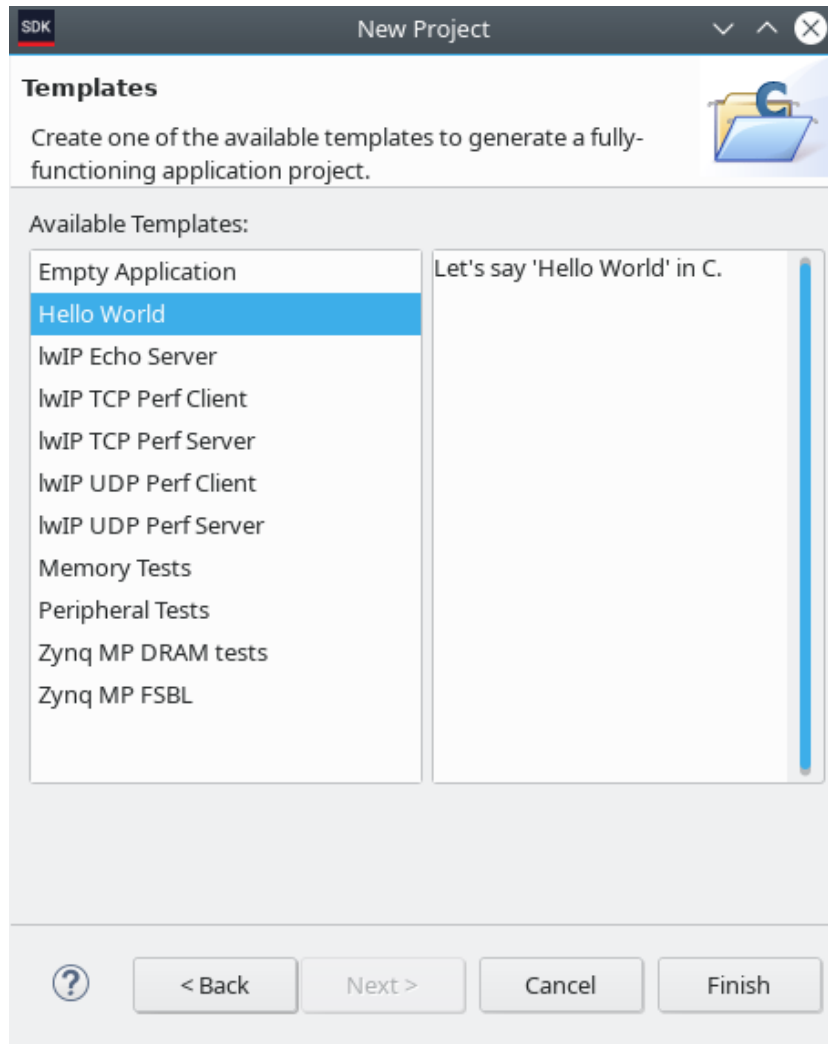 SDK
New Project
Templates
Create one of the available templates to generate a fully-
functioning application project.
Available Templates:
Empty Application
Hello World
lwIP Echo Server
lwIP TCP Perf Client
lwIP TCP Perf Server
lwIP UDP Perf Client
lwIP UDP Perf Server
Memory Tests
Peripheral Tests
Zynq MP DRAM tests
Zynq MP FSBL
Let's say 'Hello World' in C.
C
?
< Back
Next >
Cancel
Finish